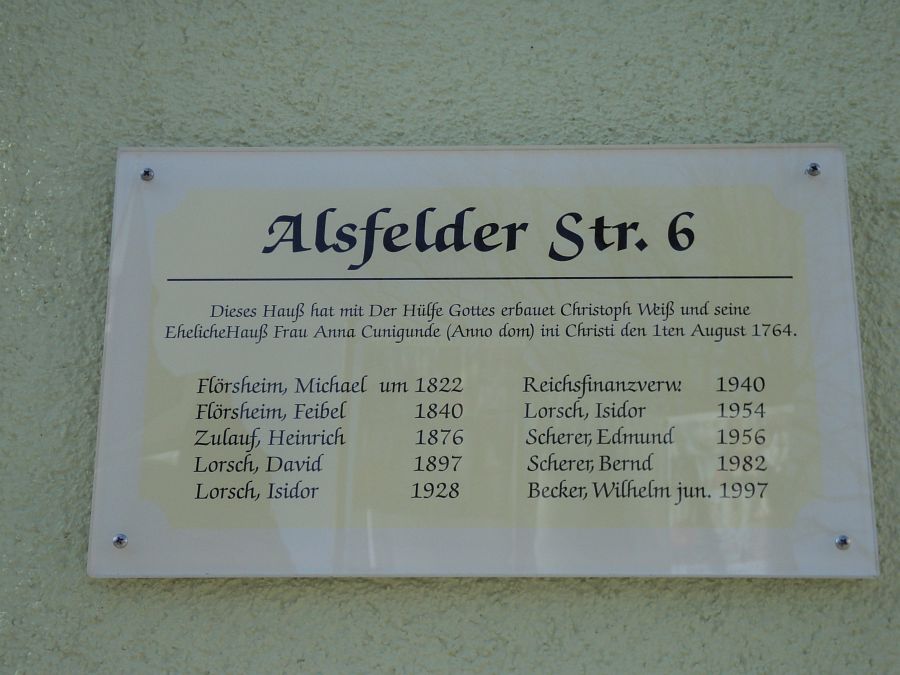 Alsfelder Str. 6
Dieses Hauß hat mit Der Hülfe Gottes erbauet Christoph Weiß und seine
EhelicheHauß Frau Anna Cunigunde (Anno dom) ini Christi den 1ten August 1764.
Flörsheim, Michael um 1822
Flörsheim, Feibel 1840
Zulauf, Heinrich 1876
Lorsch, David 1897
Lorsch, Isidor 1928
Reichsfinanzverw. 1940
Lorsch, Isidor 1954
Scherer, Edmund 1956
Scherer, Bernd 1982
Becker, Wilhelm jun. 1997